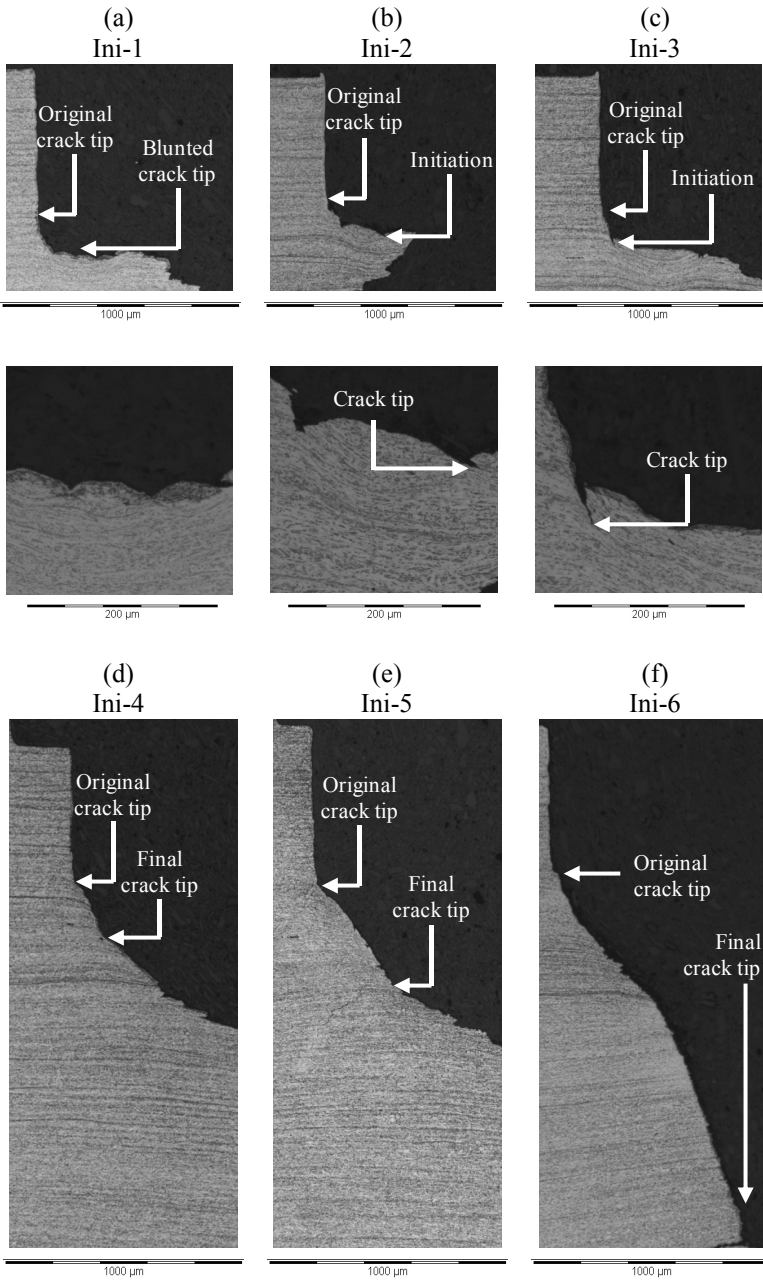 (a)
Ini-1
(b)
Ini-2
(c)
Ini-3
Original
crack tip
Blunted
crack tip
Original
crack tip
Initiation
Original
crack tip
Initiation
1000 µm
1000 µm
1000 µm
Crack tip
Crack tip
200 µm
200 µm
200 µm
(d)
Ini-4
(e)
Ini-5
(f)
Ini-6
Original
crack tip
Final
crack tip
Original
crack tip
Final
crack tip
Original
crack tip
Final
crack tip
1000 µm
1000 µm
1000 µm